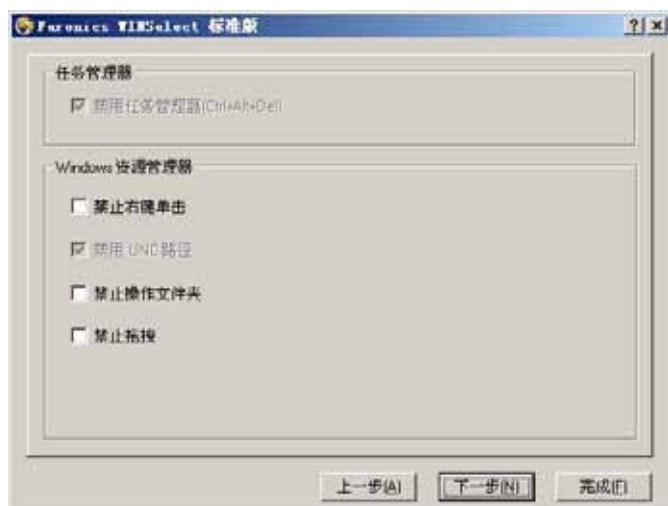 Faronics WINSelect 标准版
任务管理器
禁用任务管理器(Ctrl+Alt+Del)
Windows 资源管理器
禁止右键单击
禁用 UNC 路径
禁止操作文件夹
禁止拖拽
上一步(A)
下一步(N)
完成(F)